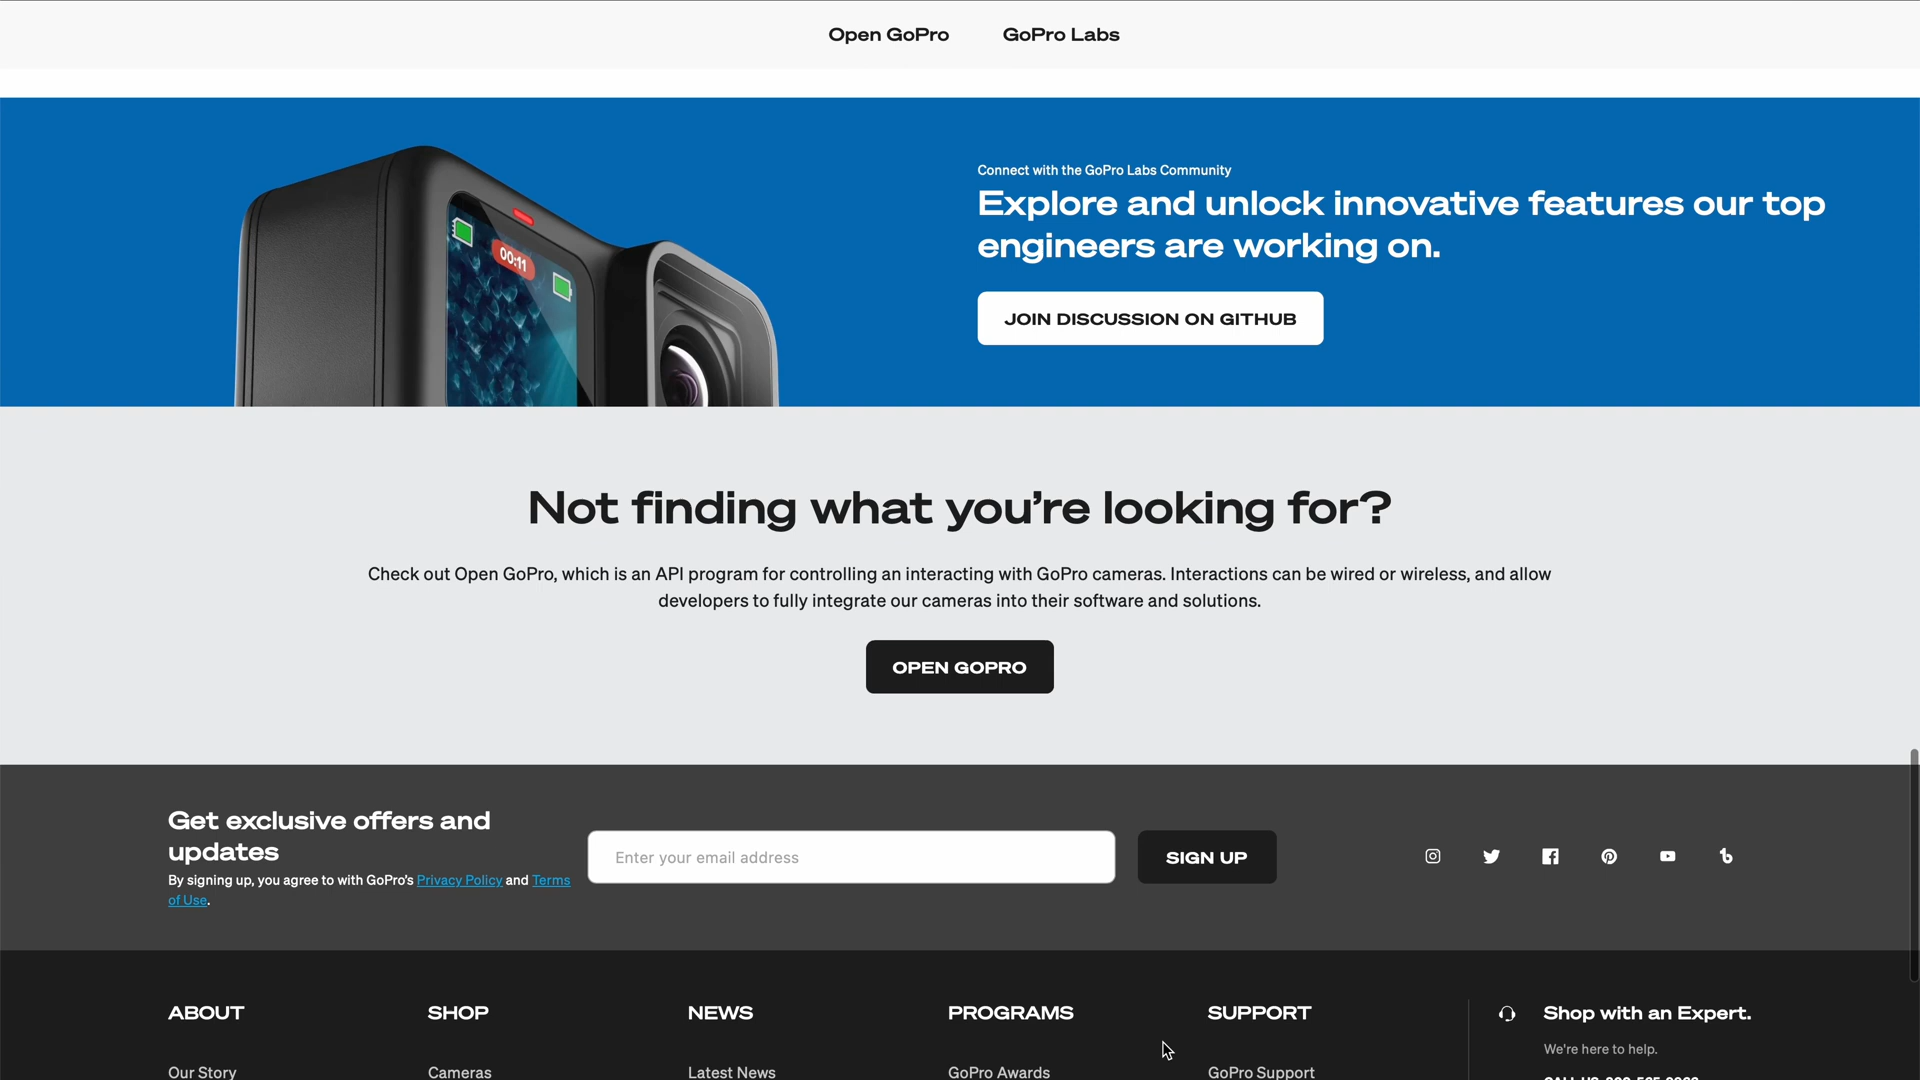 Open GoPro
GoPro Labs
00:11
Connect with the GoPro Labs Community
Explore and unlock innovative features our top
engineers are working on.
JOIN DISCUSSION ON GITHUB
Not finding what you’re looking for?
Check out Open GoPro, which is an API program for controlling an interacting with GoPro cameras. Interactions can be wired or wireless, and allow
developers to fully integrate our cameras into their software and solutions.
OPEN GOPRO
Get exclusive offers and
updates
By signing up, you agree to with GoPro’s Privacy Policy and Terms
of Use.
Enter your email address
SIGN UP
ABOUT
Our Story
SHOP
Cameras
NEWS
Latest News
PROGRAMS
GoPro Awards
SUPPORT
GoPro Support
Shop with an Expert.
We're here to help.